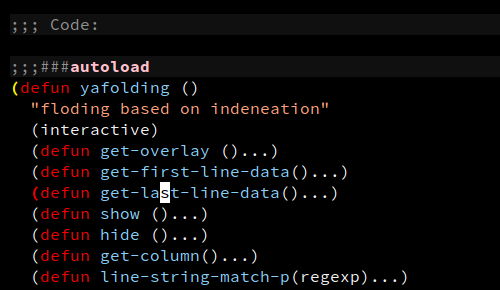 ;;; Code:
;;;###autoload
(defun yafolding ()
"floding based on indeneation"
(interactive)
(defun get-overlay ()...)
(defun get-first-line-data()...)
(defun get-last-line-data()...)
(defun show ()...)
(defun hide ()...)
(defun get-column()...)
(defun line-string-match-p(regexp)...)